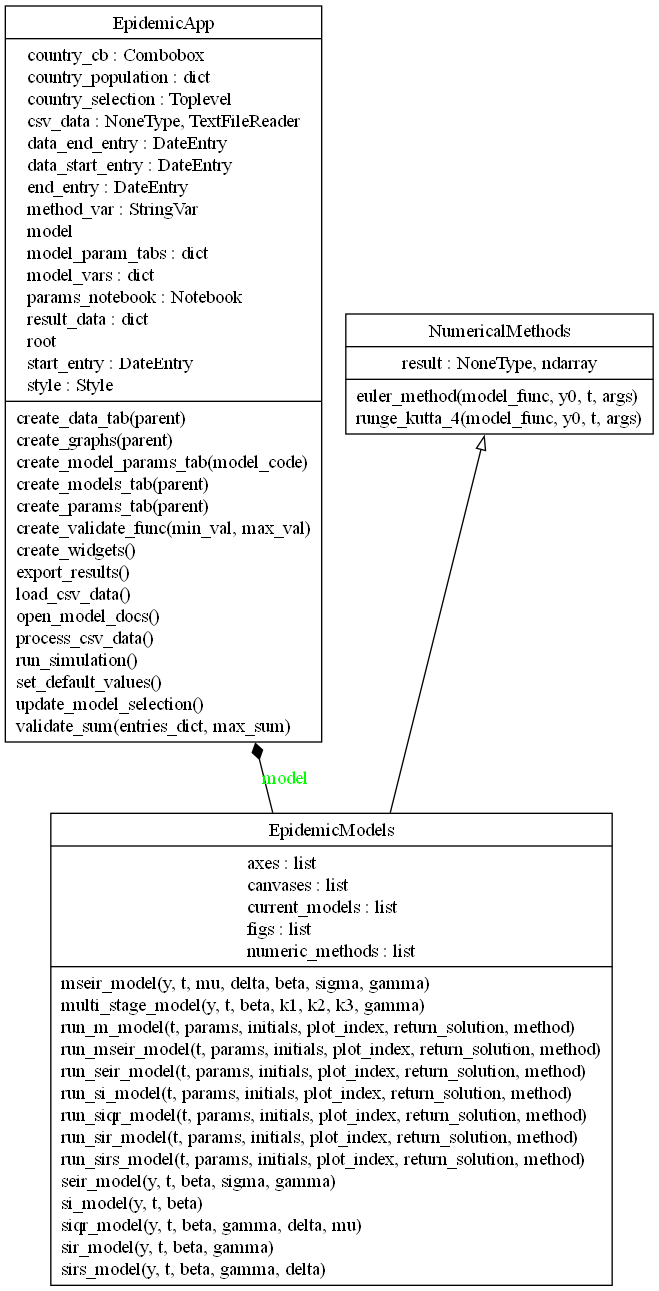 EpidemicApp
country_cb : Combobox
country_population : dict
country_selection : Toplevel
csv_data : NoneType, TextFileReader
data_end_entry : DateEntry
data_start_entry : DateEntry
end_entry : DateEntry
method_var : StringVar
model
model_param_tabs : dict
model_vars : dict
params_notebook : Notebook
result_data : dict
root
start_entry : DateEntry
style : Style
create_data_tab(parent)
create_graphs(parent)
create_model_params_tab(model_code)
create_models_tab(parent)
create_params_tab(parent)
create_validate_func(min_val, max_val)
create_widgets()
export_results()
load_csv_data()
open_model_docs()
process_csv_data()
run_simulation()
set_default_values()
update_model_selection()
validate_sum(entries_dict, max_sum)
NumericalMethods
result : NoneType, ndarray
euler_method(model_func, y0, t, args)
runge_kutta_4(model_func, y0, t, args)
model
EpidemicModels
axes : list
canvases : list
current_models : list
figs : list
numeric_methods : list
mseir_model(y, t, mu, delta, beta, sigma, gamma)
multi_stage_model(y, t, beta, k1, k2, k3, gamma)
run_m_model(t, params, initials, plot_index, return_solution, method)
run_mseir_model(t, params, initials, plot_index, return_solution, method)
run_seir_model(t, params, initials, plot_index, return_solution, method)
run_si_model(t, params, initials, plot_index, return_solution, method)
run_siqr_model(t, params, initials, plot_index, return_solution, method)
run_sir_model(t, params, initials, plot_index, return_solution, method)
run_sirs_model(t, params, initials, plot_index, return_solution, method)
seir_model(y, t, beta, sigma, gamma)
si_model(y, t, beta)
siqr_model(y, t, beta, gamma, delta, mu)
sir_model(y, t, beta, gamma)
sirs_model(y, t, beta, gamma, delta)